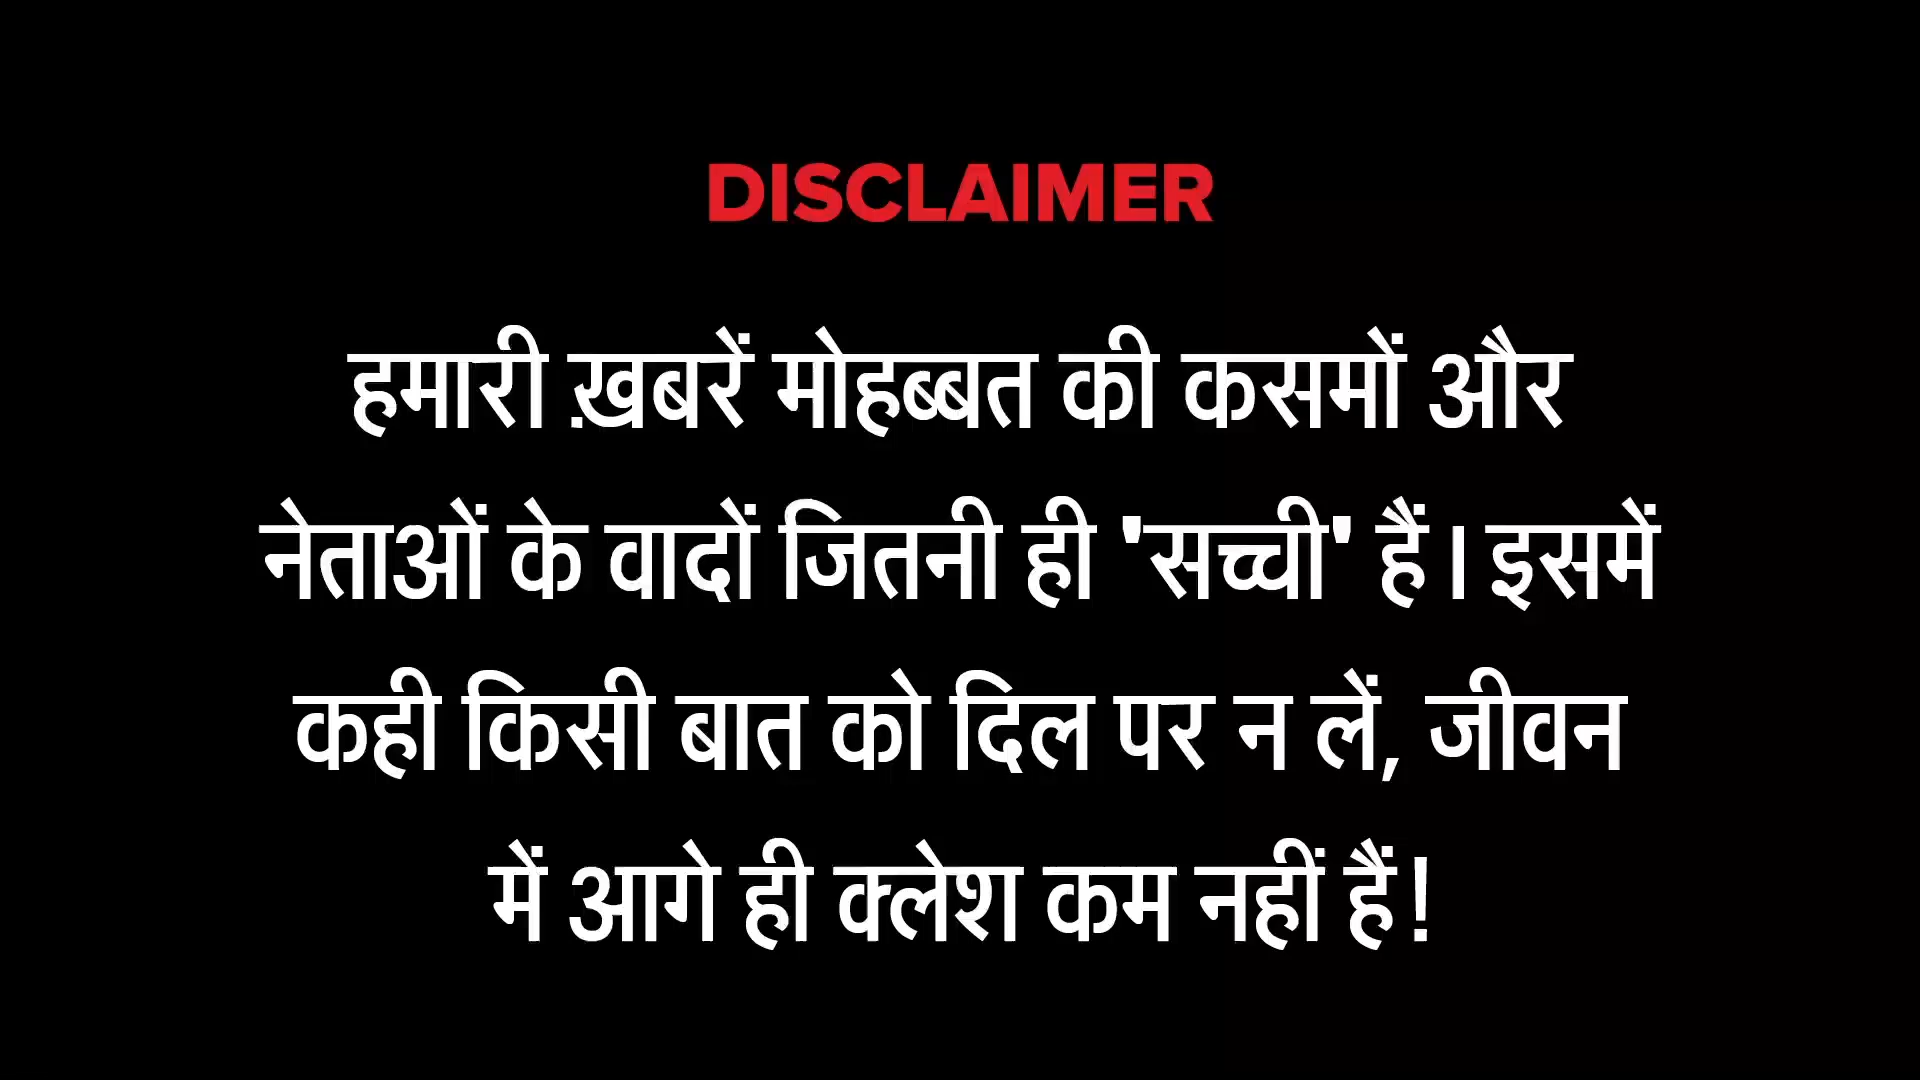 DISCLAIMER
हमारी ख़बरें मोहब्बत की कसमों और
नेताओं के वादों जितनी ही 'सच्ची' हैं। इसमें
कही किसी बात को दिल पर न लें, जीवन
में आगे ही क्लेश कम नहीं हैं!